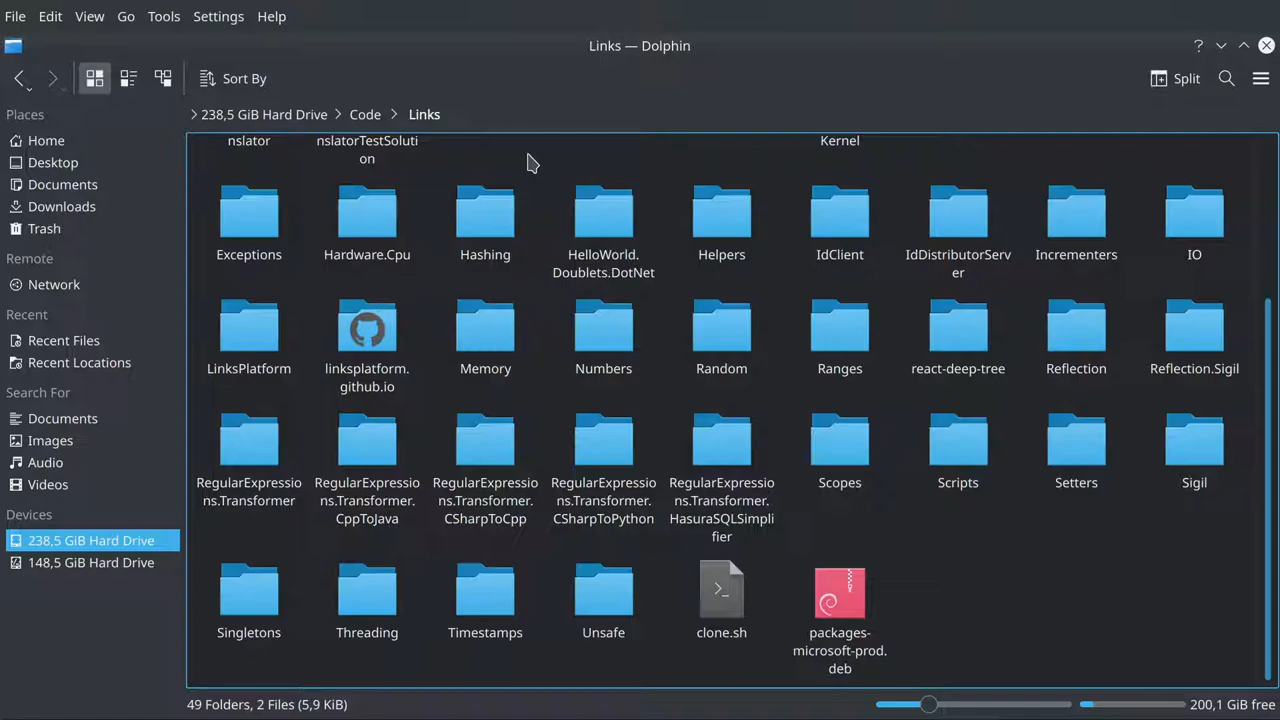 File Edit View Go Tools Settings Help
Links — Dolphin
Sort By
Split
Places
238,5 GiB Hard Drive > Code > Links
Home
Desktop
Documents
Downloads
Trash
Remote
Network
Recent
Recent Files
Recent Locations
Search For
Documents
Images
Audio
Videos
Devices
238,5 GiB Hard Drive
148,5 GiB Hard Drive
nslator
nslatorTestSoluti
on
Kernel
Exceptions
Hardware.Cpu
Hashing
HelloWorld.
Doublets.DotNet
Helpers
IdClient
IdDistributorServ
er
Incrementers
IO
LinksPlatform
linksplatform.
github.io
Memory
Numbers
Random
Ranges
react-deep-tree
Reflection
Reflection.Sigil
RegularExpressio
ns.Transformer
RegularExpressio
ns.Transformer.
CppToJava
RegularExpressio
ns.Transformer.
CSharpToCpp
RegularExpressio
ns.Transformer.
CSharpToPython
RegularExpressio
ns.Transformer.
HasuraSQLSimpli
fier
Scopes
Scripts
Setters
Sigil
Singletons
Threading
Timestamps
Unsafe
clone.sh
packages-
microsoft-prod.
deb
49 Folders, 2 Files (5,9 KiB)
200,1 GiB free